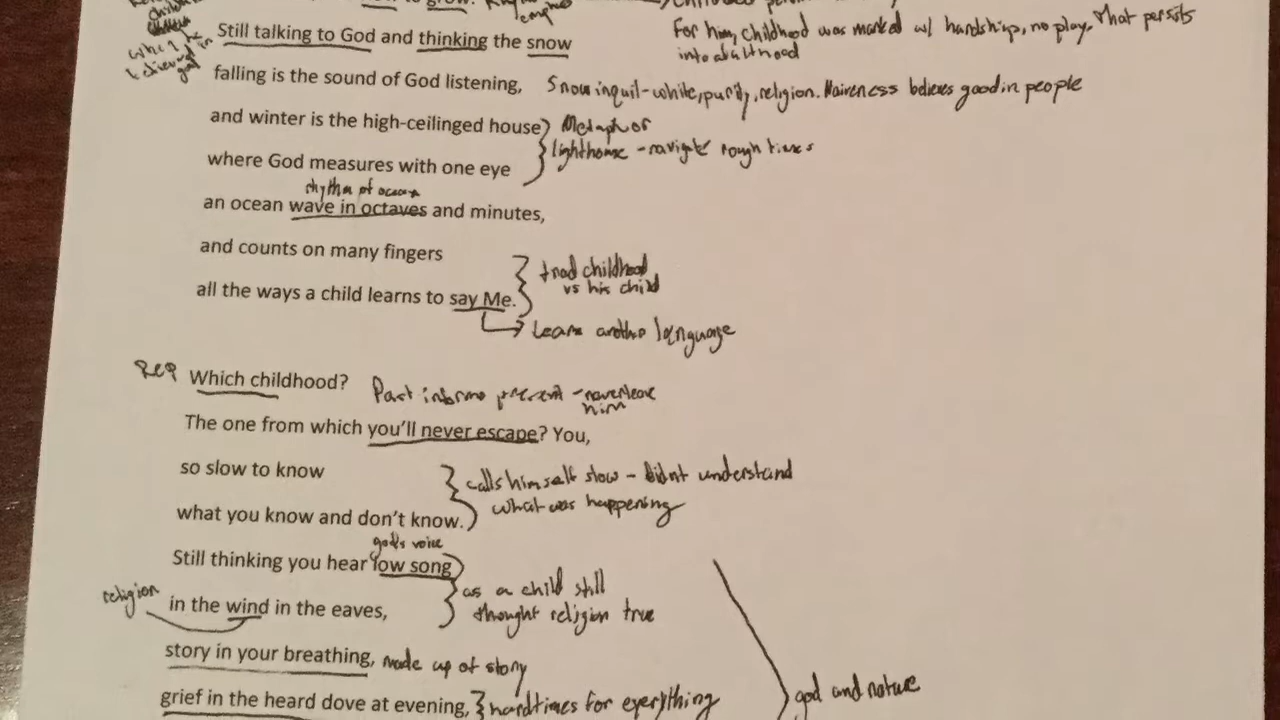 to grow.
empties
For him, childhood was marked w/ hardship, no play. That persists
into adulthood
Still talking to God and thinking the snow
when he
believed in
god
falling is the sound of God listening,
Snow - white, purity, religion. Naiveness believes good in people
and winter is the high-ceilinged house
Metaphor
where God measures with one eye
lighthouse - navigate rough times
rhythm of ocean
an ocean wave in octaves and minutes,
and counts on many fingers
trad childhood
vs his child
all the ways a child learns to say Me.
Learn another language
rep
Which childhood?
Past informs present - never leave
him
The one from which you'll never escape? You,
so slow to know
calls himself slow - didnt understand
what was happening
what you know and don't know.
god's voice
Still thinking you hear low song
religion
in the wind in the eaves,
as a child still
thought religion true
story in your breathing,
made up of story
grief in the heard dove at evening,
hard times for everything
god and nature